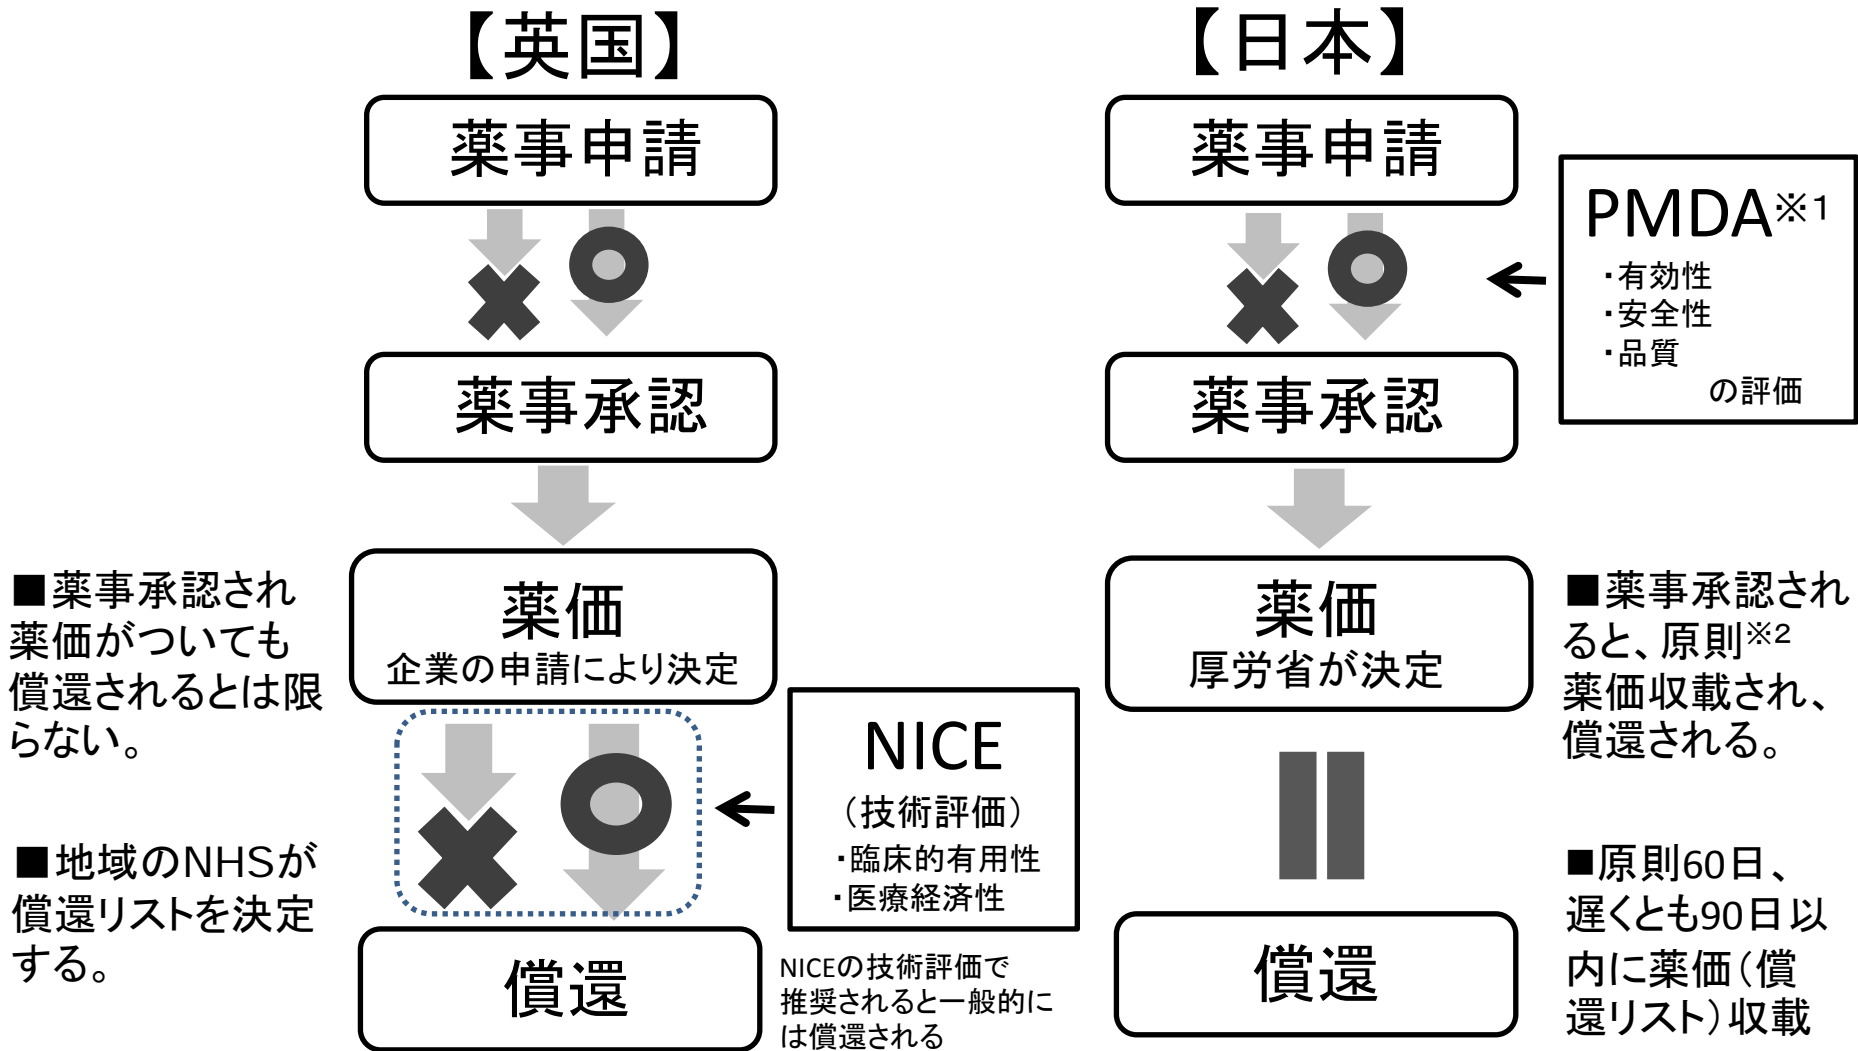 【英国】
薬事申請
薬事承認
薬価
企業の申請により決定
■薬事承認され
薬価がついても
償還されるとは限
らない。
■地域のNHSが
償還リストを決定
する。
NICE
（技術評価）
・臨床的有用性
・医療経済性
償還
NICEの技術評価で
推奨されると一般的に
は償還される
【日本】
薬事申請
PMDA※1
・有効性
・安全性
・品質
の評価
薬事承認
薬価
厚労省が決定
■薬事承認され
ると、原則※2
薬価収載され、
償還される。
■原則60日、
遅くとも90日以
内に薬価（償
還リスト）収載
償還